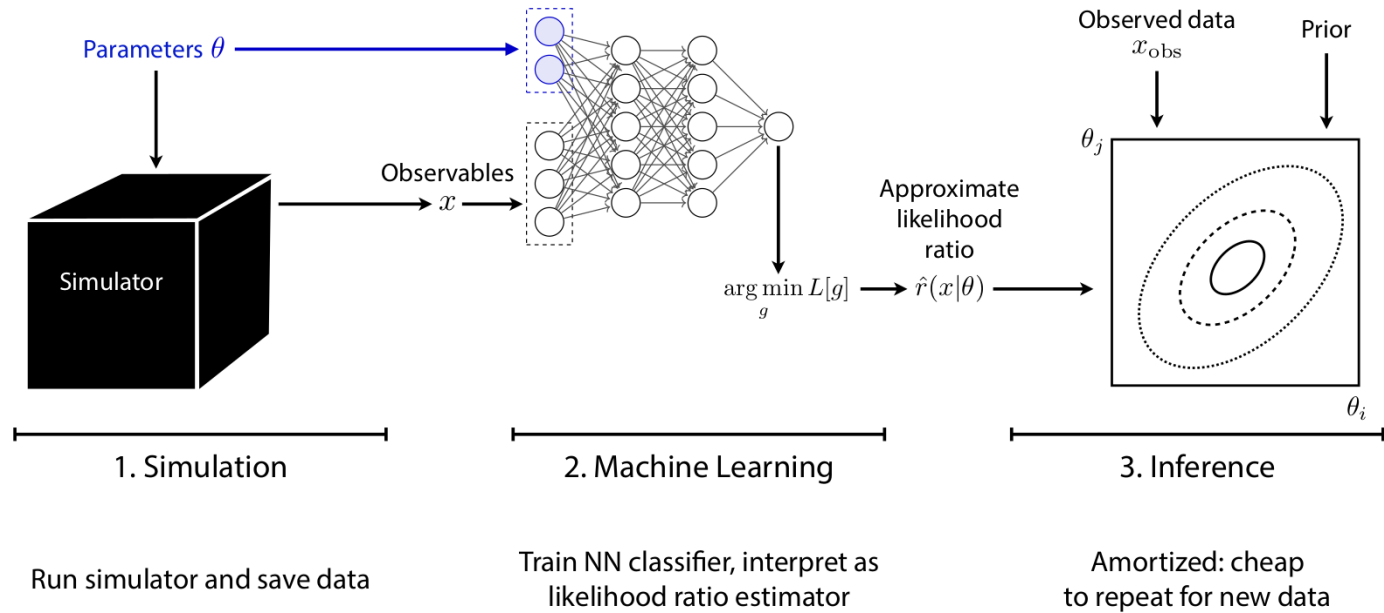 Parameters θ
Simulator
Observables
x
arg min L[g]
g
Approximate
likelihood
ratio
r̂(x|θ)
Observed data
x_obs
Prior
θ_j
θ_i
1. Simulation
2. Machine Learning
3. Inference
Run simulator and save data
Train NN classifier, interpret as
likelihood ratio estimator
Amortized: cheap
to repeat for new data